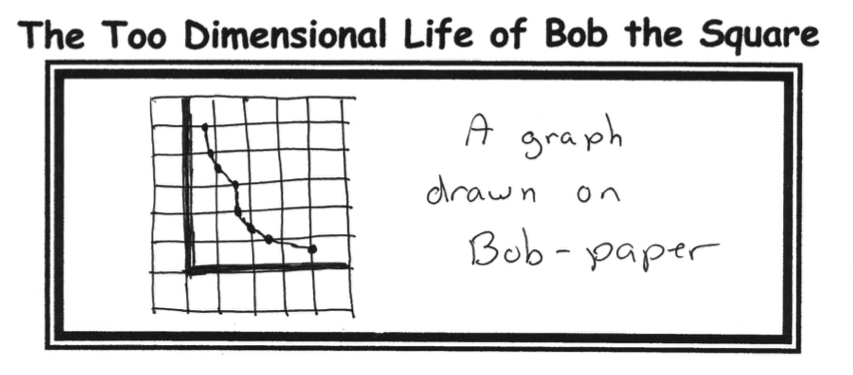 The Too Dimensional Life of Bob the Square
A graph
drawn on
Bob-paper